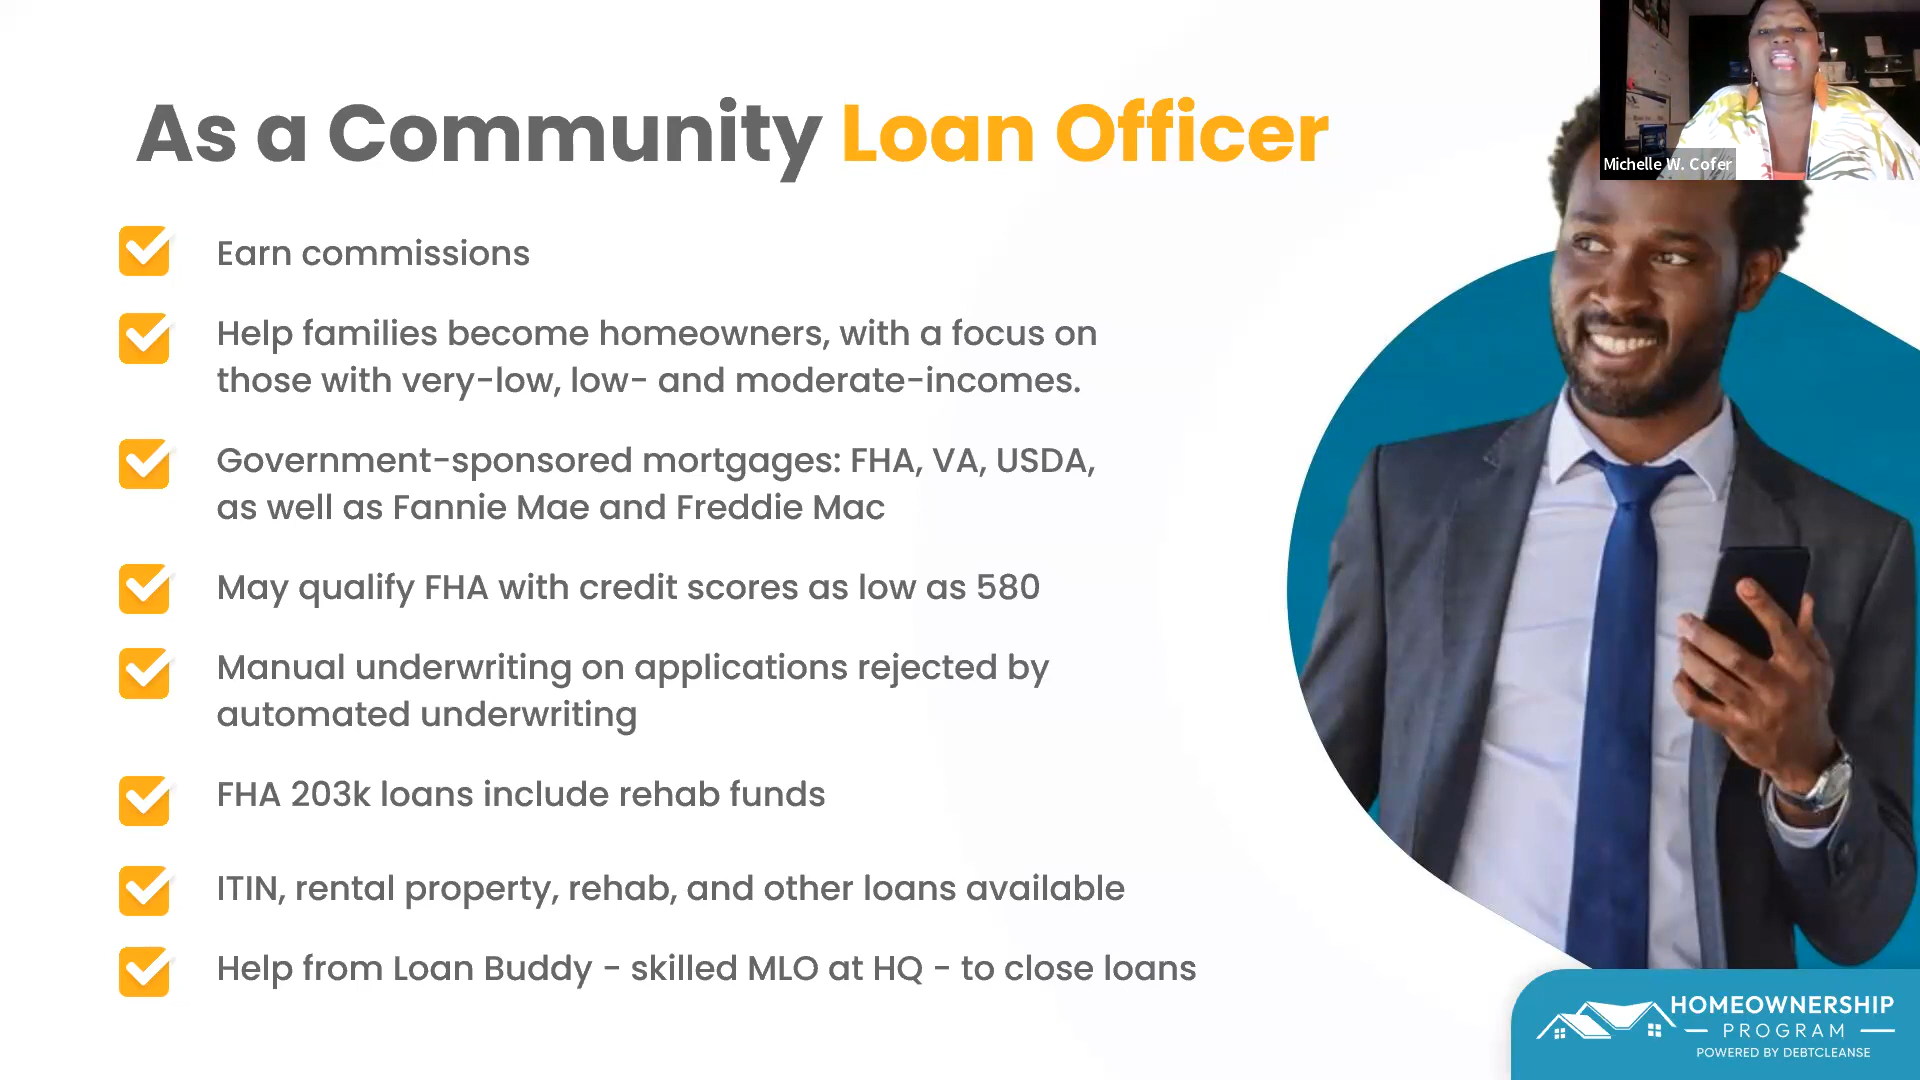 As a Community Loan Officer
Michelle W. Cofer
Earn commissions
Help families become homeowners, with a focus on
those with very-low, low- and moderate-incomes.
Government-sponsored mortgages: FHA, VA, USDA,
as well as Fannie Mae and Freddie Mac
May qualify FHA with credit scores as low as 580
Manual underwriting on applications rejected by
automated underwriting
FHA 203k loans include rehab funds
ITIN, rental property, rehab, and other loans available
Help from Loan Buddy - skilled MLO at HQ - to close loans
HOMEOWNERSHIP
PROGRAM
POWERED BY DEBTCLEANSE